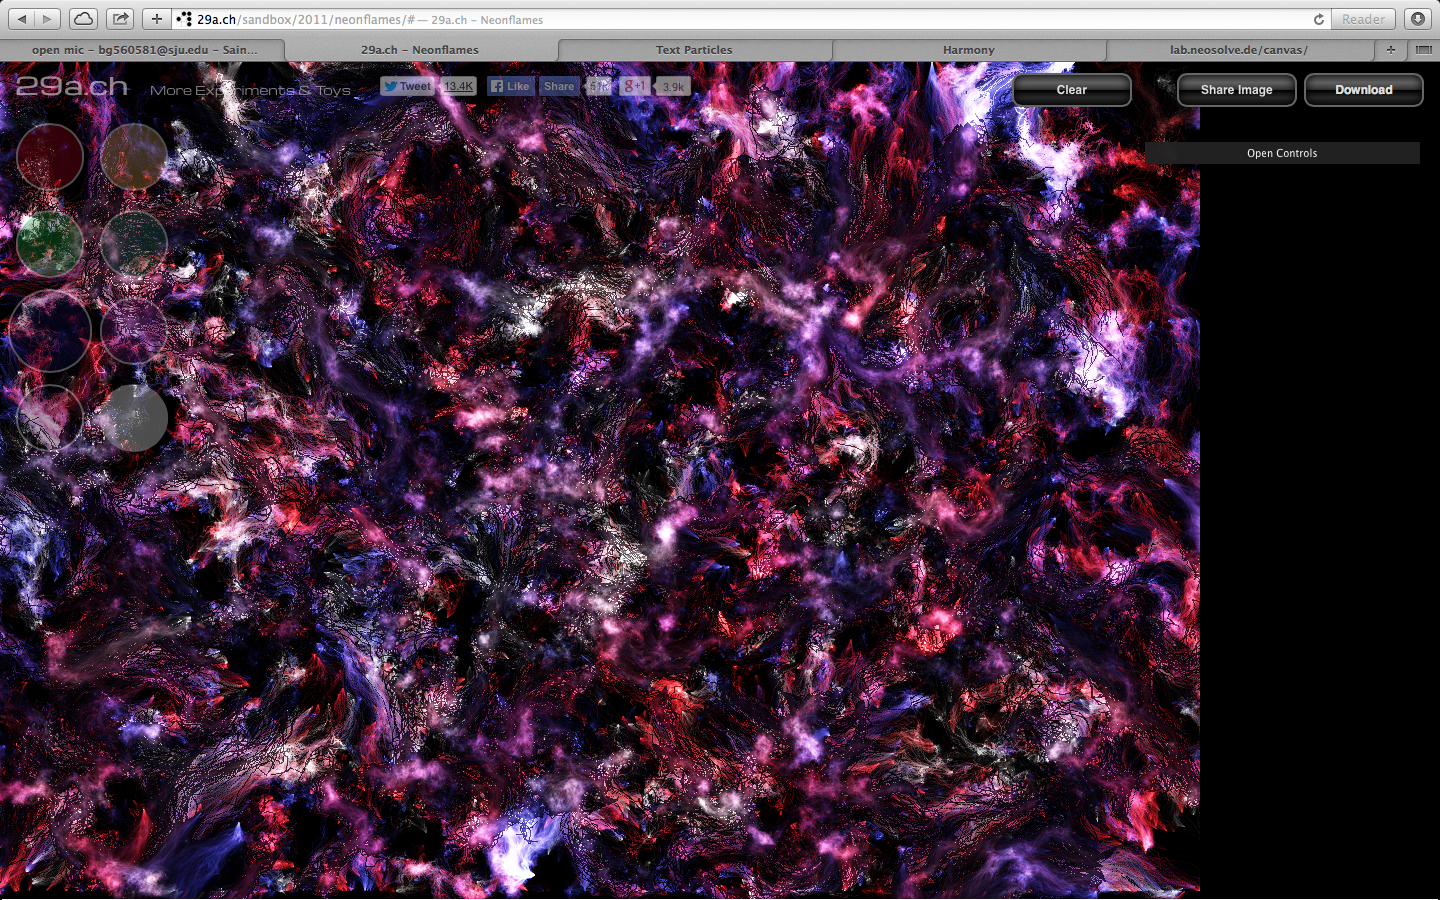 29a.ch/sandbox/2011/neonflames/# — 29a.ch – Neonflames
Reader
open mic – bg560581@sju.edu – Sain...
29a.ch – Neonflames
Text Particles
Harmony
lab.neosolve.de/canvas/
29a.ch
More Experiments & Toys
Tweet
13.4K
Like
Share
g+1
3.9k
Clear
Share Image
Download
Open Controls